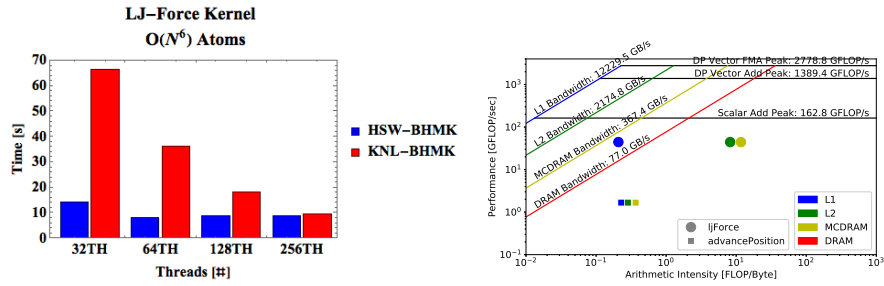 LJ-Force Kernel
O(N⁶) Atoms
Time [s]
70
60
50
40
30
20
10
0
32TH
64TH
128TH
256TH
Threads [#]
HSW-BHMK
KNL-BHMK
Performance [GFLOP/sec]
10³
10²
10¹
10⁰
10⁻¹
L1 Bandwidth: 12229.5 GB/s
L2 Bandwidth: 2174.8 GB/s
MCDRAM Bandwidth: 367.4 GB/s
DRAM Bandwidth: 77.0 GB/s
DP Vector FMA Peak: 2778.8 GFLOP/s
DP Vector Add Peak: 1389.4 GFLOP/s
Scalar Add Peak: 162.8 GFLOP/s
ljForce
advancePosition
L1
L2
MCDRAM
DRAM
10⁻²
10⁻¹
10⁰
10¹
10²
10³
Arithmetic Intensity [FLOP/Byte]